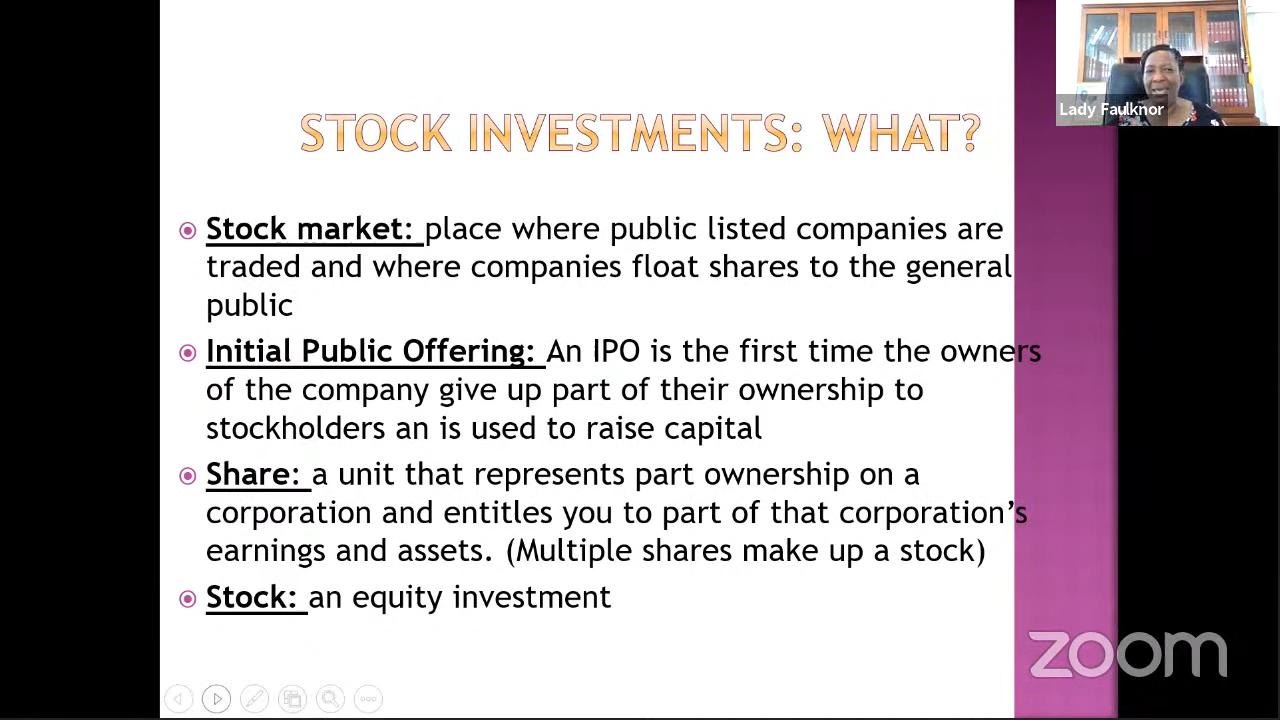 Lady Faulknor
STOCK INVESTMENTS: WHAT?
Stock market: place where public listed companies are
traded and where companies float shares to the general
public
Initial Public Offering: An IPO is the first time the owners
of the company give up part of their ownership to
stockholders an is used to raise capital
Share: a unit that represents part ownership on a
corporation and entitles you to part of that corporation's
earnings and assets. (Multiple shares make up a stock)
Stock: an equity investment
zoom